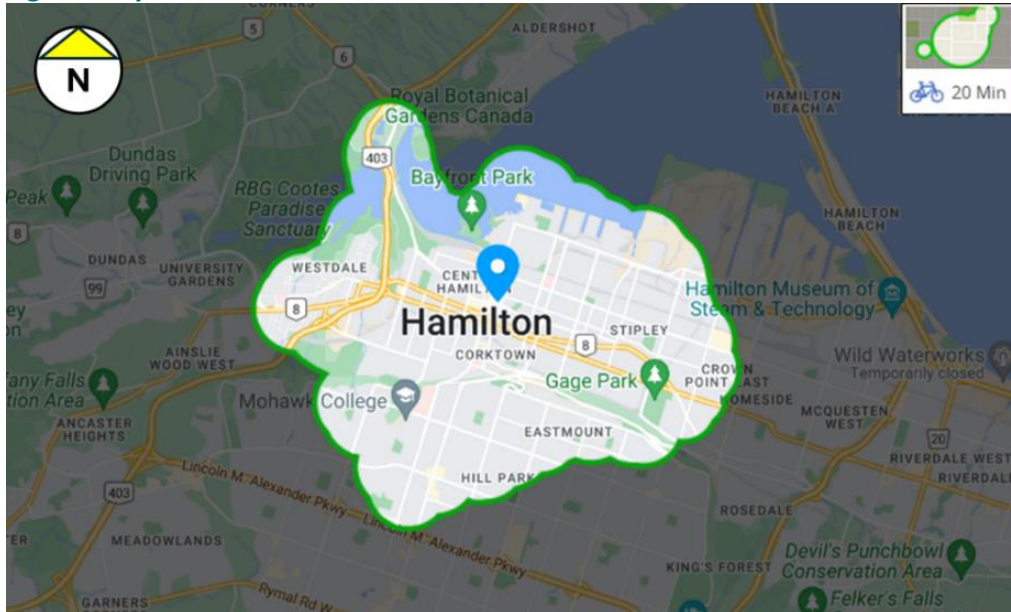 ALDERSHOT
5
6
N
20 Min
HAMILTON
BEACH A
Royal Botanical
Gardens Canada
Dundas
Driving Park
403
Peak
RBG Cootes
Paradise
Sanctuary
Bayfront Park
8
HAMILTON
BEACH
DUNDAS
UNIVERSITY
GARDENS
WESTDALE
99
Hamilton Museum of
Steam & Technology
8
Hamilton
STIPLEY
8
AINSLIE
WOOD WEST
CORKTOWN
Wild Waterworks
Temporarily closed
CROWN
POINT EAST
Gage Park
Mohawk College
HOMESIDE
MCQUESTEN
WEST
ANCASTER
HEIGHTS
EASTMOUNT
20
RIVERDALE WEST
Lincoln M. Alexander Pkwy
HILL PARK
403
Lincoln M. Alexander Pkwy
ROSEDALE
MEADOWLANDS
KING'S FOREST
Devil's Punchbowl
Conservation Area
Felker's Falls
Rymal Rd W
GARNERS